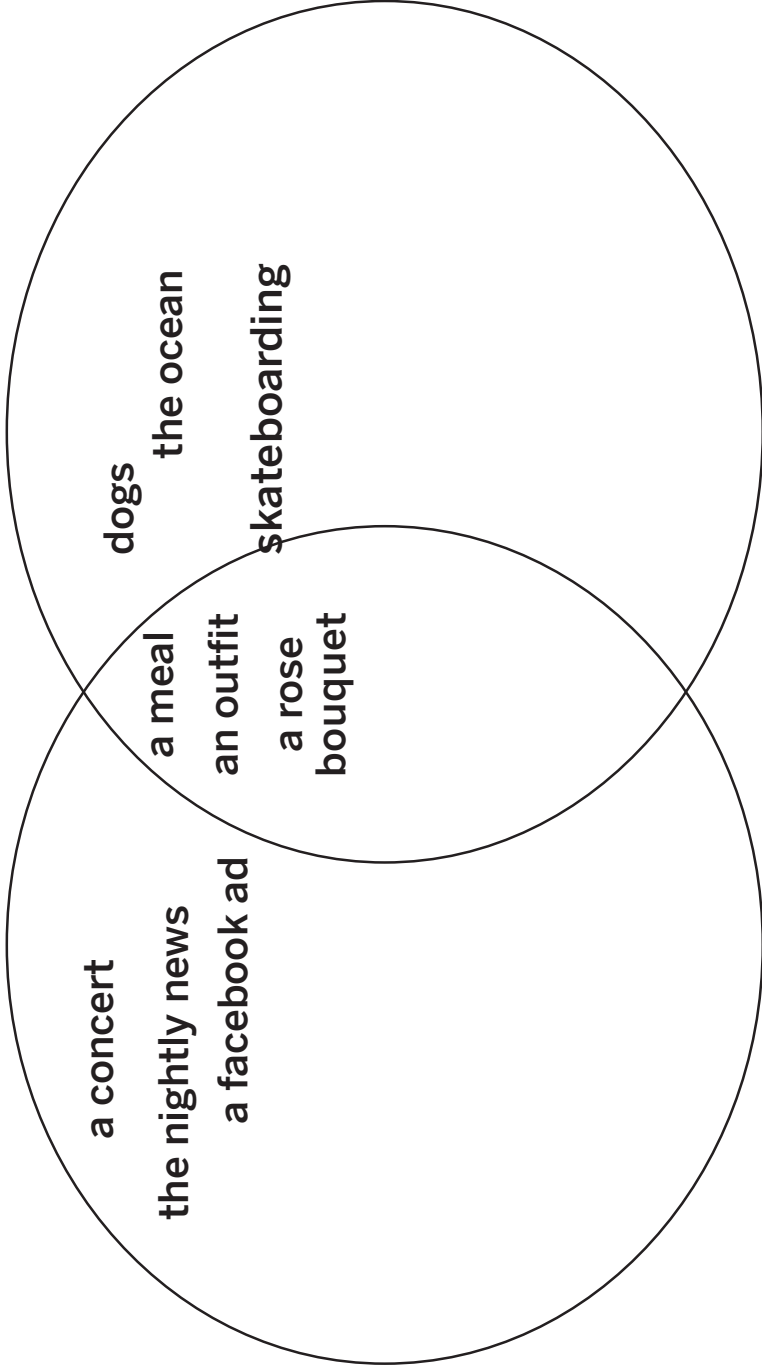 a concert
the nightly news
a facebook ad
a meal
an outfit
a rose
bouquet
dogs
the ocean
skateboarding